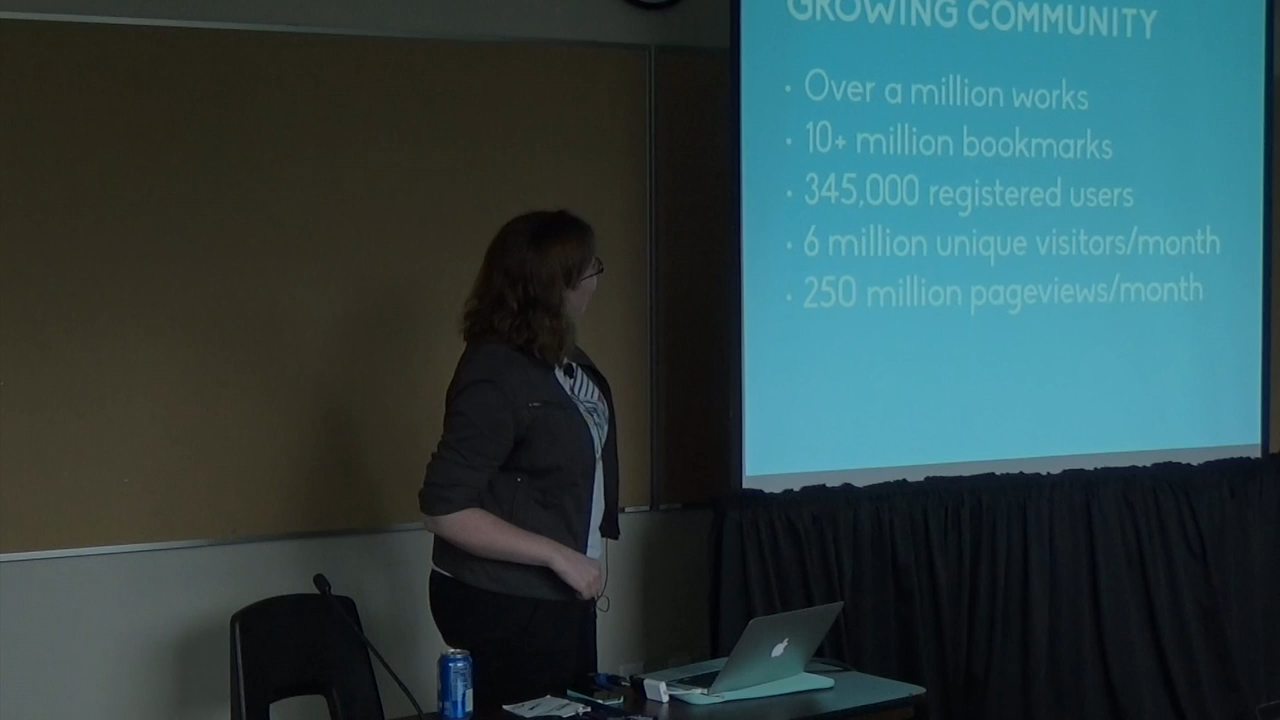 GROWING COMMUNITY
· Over a million works
· 10+ million bookmarks
· 345,000 registered users
· 6 million unique visitors/month
· 250 million pageviews/month